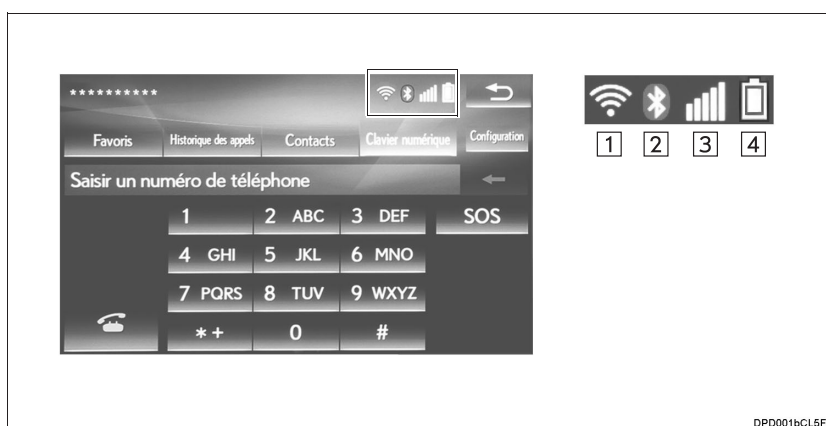 **********
Favoris Historique des appels Contacts Clavier numérique Configuration
Saisir un numéro de téléphone
1 2 ABC 3 DEF SOS
4 GHI 5 JKL 6 MNO
7 PQRS 8 TUV 9 WXYZ
*+ 0 #
1 2 3 4
DPD001bCL5F